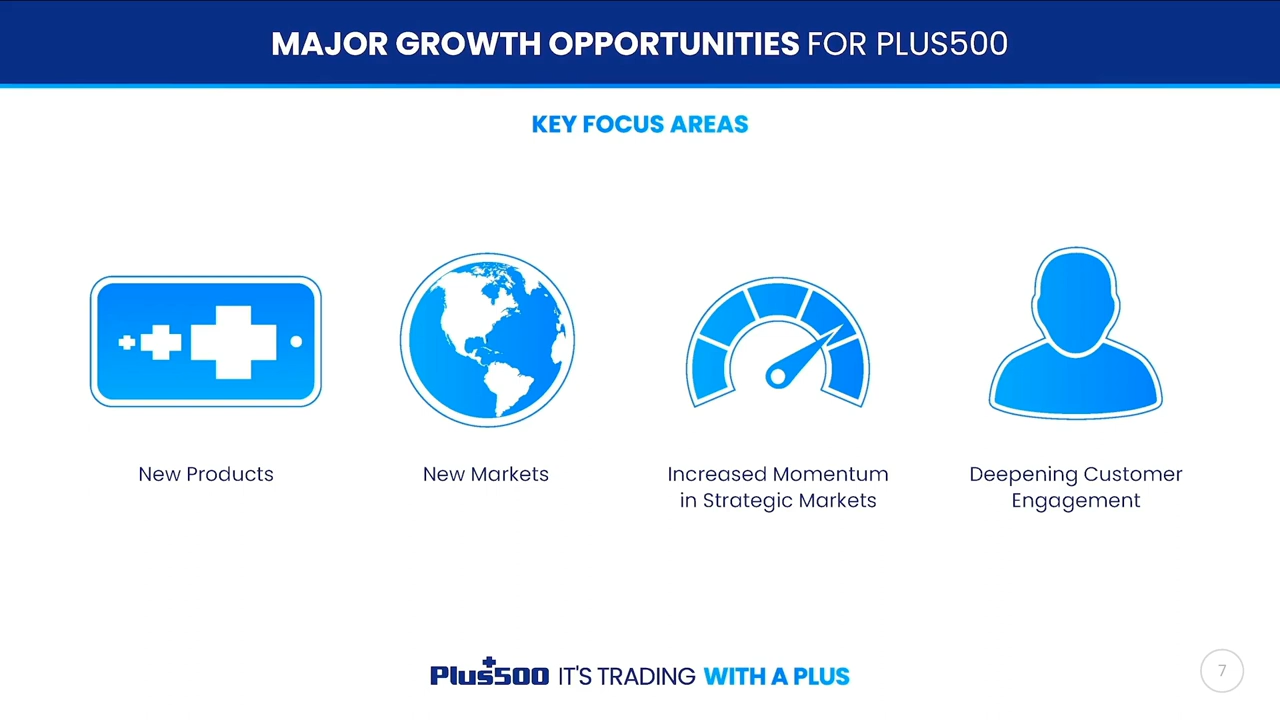 MAJOR GROWTH OPPORTUNITIES FOR PLUS500
KEY FOCUS AREAS
New Products
New Markets
Increased Momentum
in Strategic Markets
Deepening Customer
Engagement
Plus500 IT'S TRADING WITH A PLUS
7